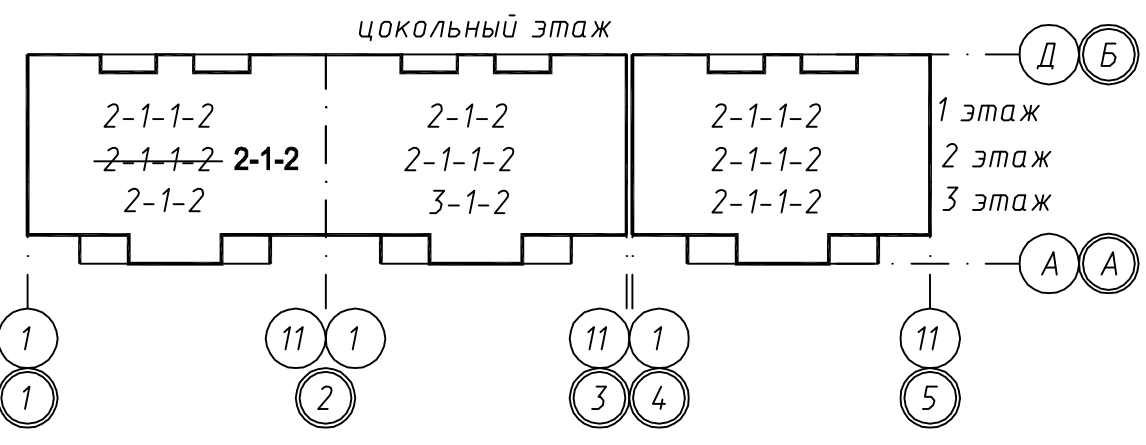 цокольный этаж
Д Б
2-1-1-2 2-1-2 2-1-1-2 1 этаж
2-1-1-2 2-1-2 2-1-1-2 2-1-1-2 2 этаж
2-1-2 3-1-2 2-1-1-2 3 этаж
А А
1 11 1 11 1 11
1 2 3 4 5